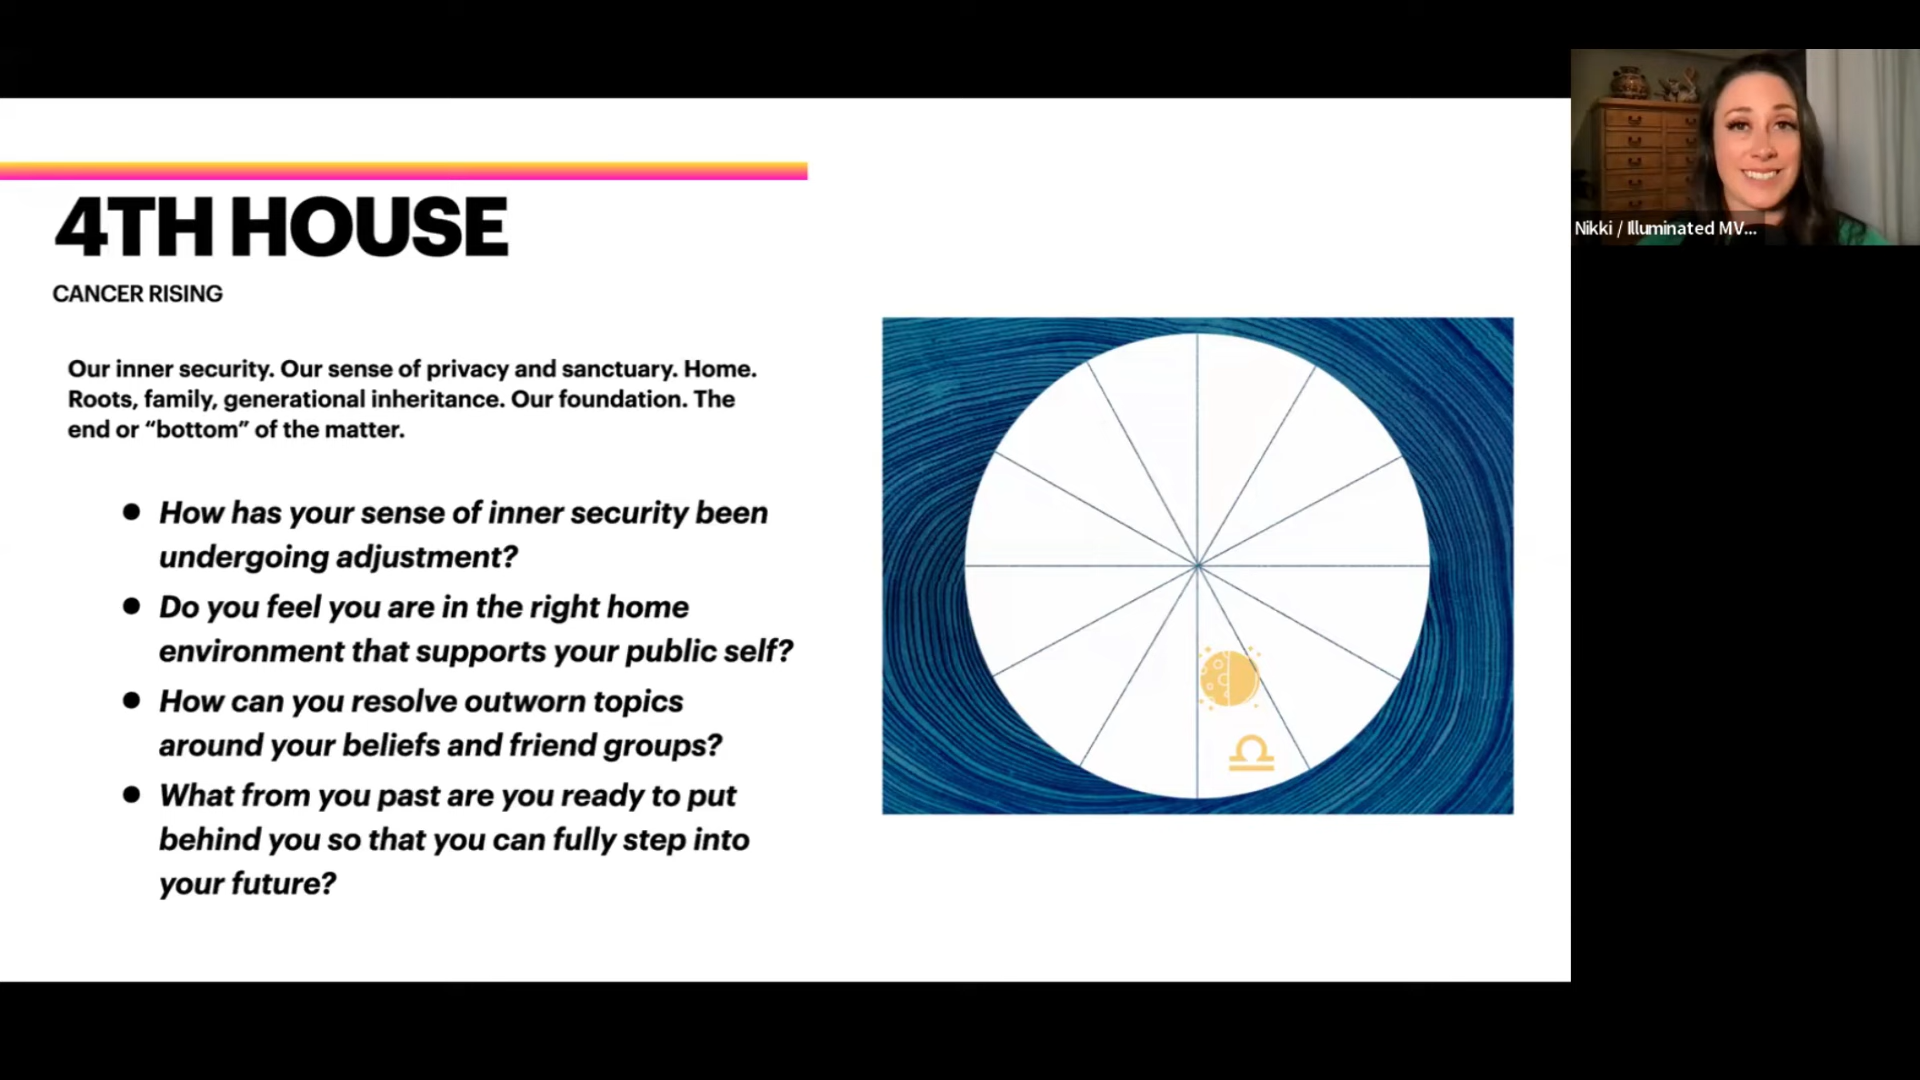 4TH HOUSE
CANCER RISING
Our inner security. Our sense of privacy and sanctuary. Home.
Roots, family, generational inheritance. Our foundation. The
end or “bottom” of the matter.
● How has your sense of inner security been
undergoing adjustment?
● Do you feel you are in the right home
environment that supports your public self?
● How can you resolve outworn topics
around your beliefs and friend groups?
● What from you past are you ready to put
behind you so that you can fully step into
your future?
Nikki / Illuminated MV...